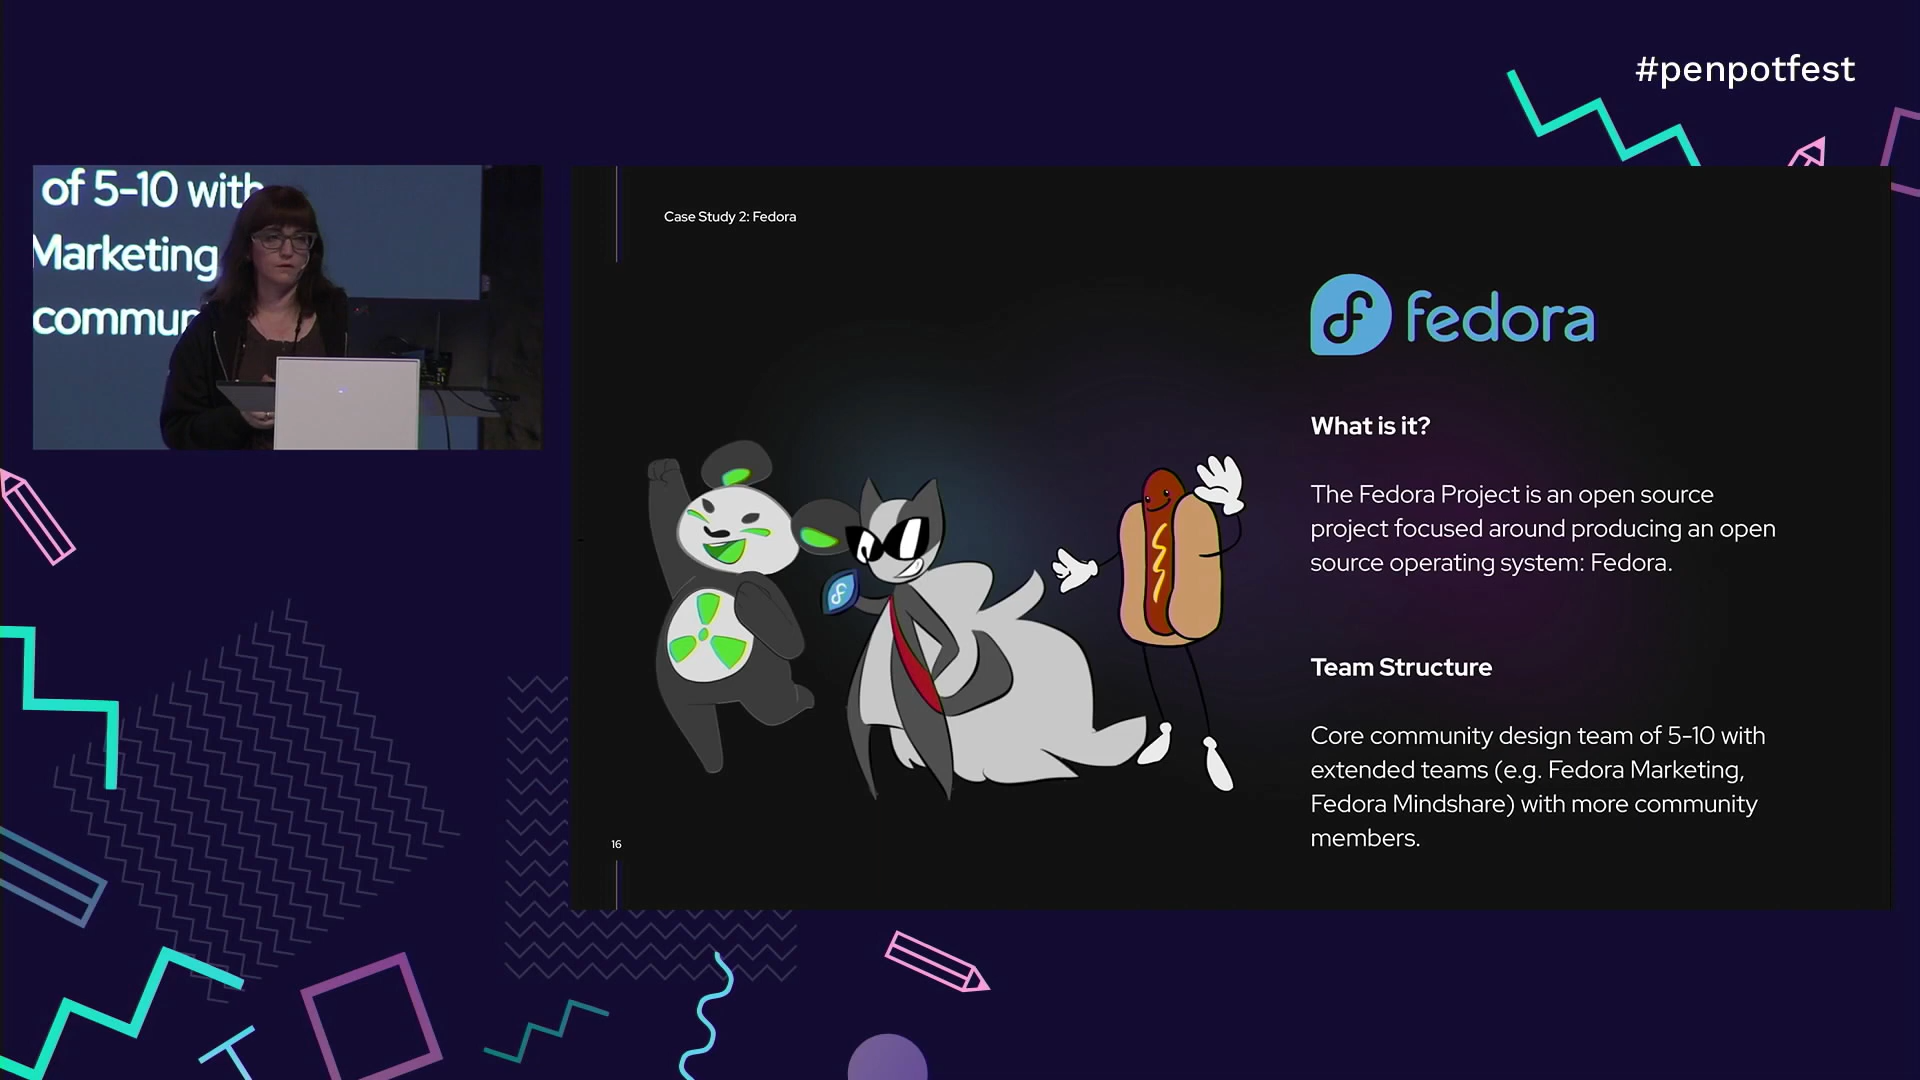 #penpotfest
of 5-10 with
Marketing
commun
Case Study 2: Fedora
fedora
What is it?
The Fedora Project is an open source
project focused around producing an open
source operating system: Fedora.
Team Structure
Core community design team of 5-10 with
extended teams (e.g. Fedora Marketing,
Fedora Mindshare) with more community
members.
16